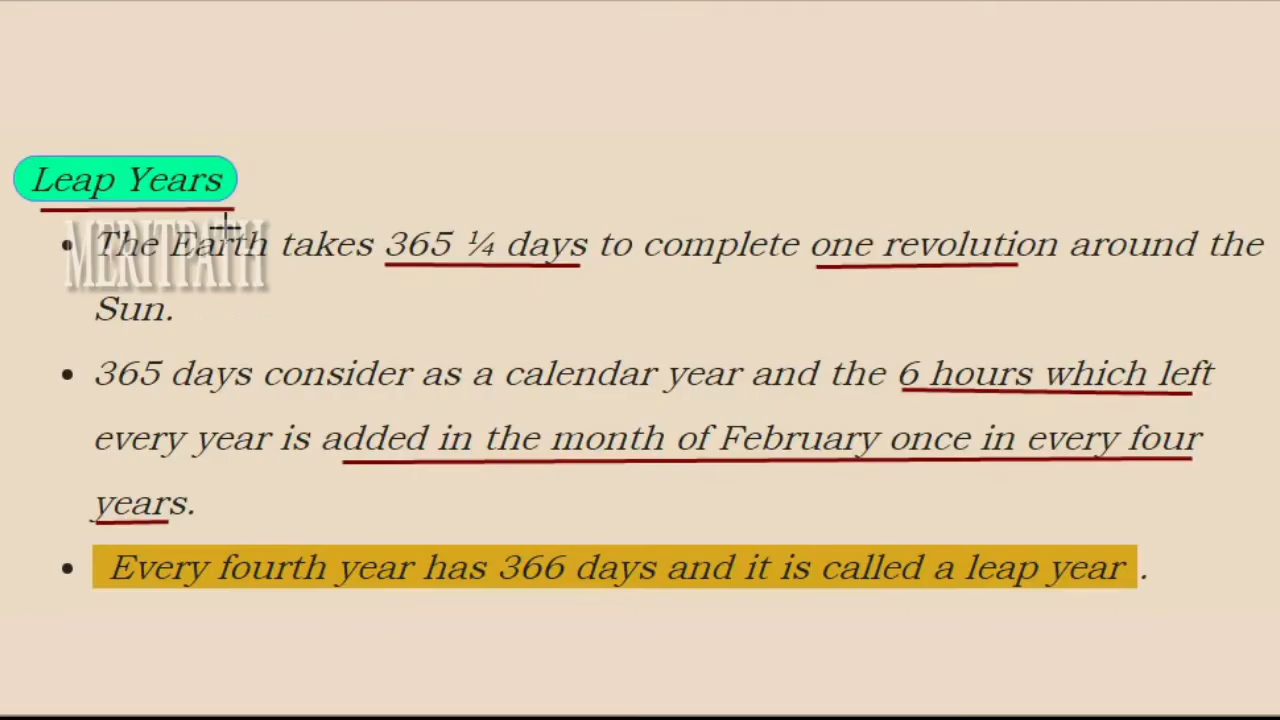 Leap Years
MERITPATH
• The Earth takes 365 ¼ days to complete one revolution around the
Sun.
• 365 days consider as a calendar year and the 6 hours which left
every year is added in the month of February once in every four
years.
• Every fourth year has 366 days and it is called a leap year .